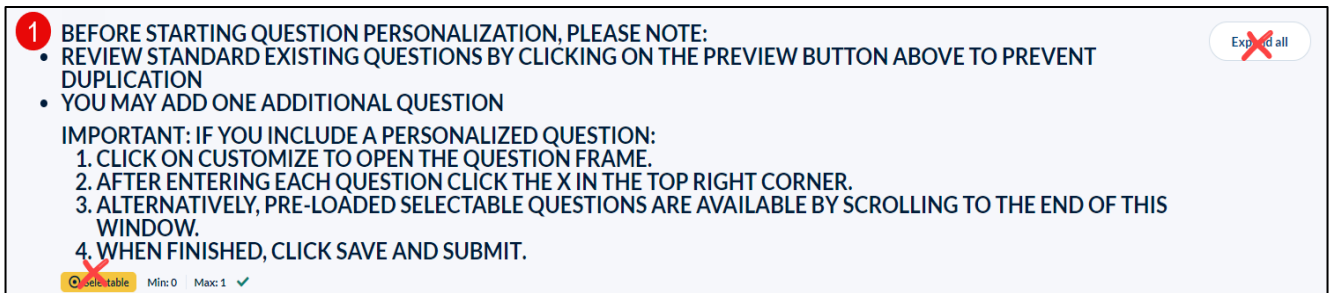 1 BEFORE STARTING QUESTION PERSONALIZATION, PLEASE NOTE:
• REVIEW STANDARD EXISTING QUESTIONS BY CLICKING ON THE PREVIEW BUTTON ABOVE TO PREVENT
DUPLICATION
• YOU MAY ADD ONE ADDITIONAL QUESTION
IMPORTANT: IF YOU INCLUDE A PERSONALIZED QUESTION:
1. CLICK ON CUSTOMIZE TO OPEN THE QUESTION FRAME.
2. AFTER ENTERING EACH QUESTION CLICK THE X IN THE TOP RIGHT CORNER.
3. ALTERNATIVELY, PRE-LOADED SELECTABLE QUESTIONS ARE AVAILABLE BY SCROLLING TO THE END OF THIS
WINDOW.
4. WHEN FINISHED, CLICK SAVE AND SUBMIT.
Selectable Min: 0 Max: 1 ✓
Expand all